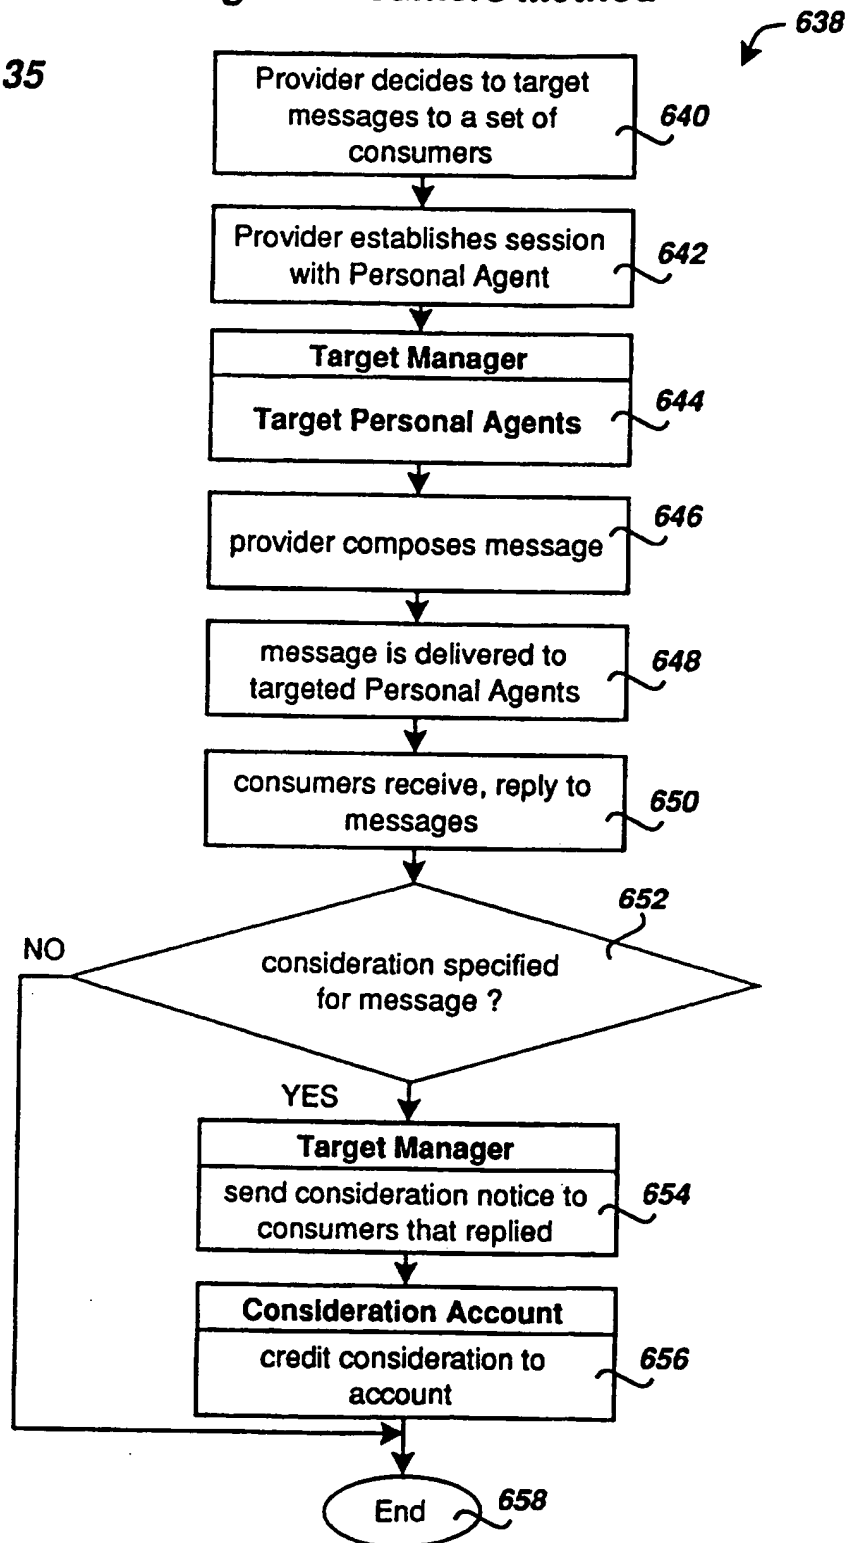 638
35
Provider decides to target
messages to a set of
consumers
640
Provider establishes session
with Personal Agent
642
Target Manager
Target Personal Agents
644
provider composes message
646
message is delivered to
targeted Personal Agents
648
consumers receive, reply to
messages
650
652
NO
consideration specified
for message ?
YES
Target Manager
send consideration notice to
consumers that replied
654
Consideration Account
credit consideration to
account
656
End
658